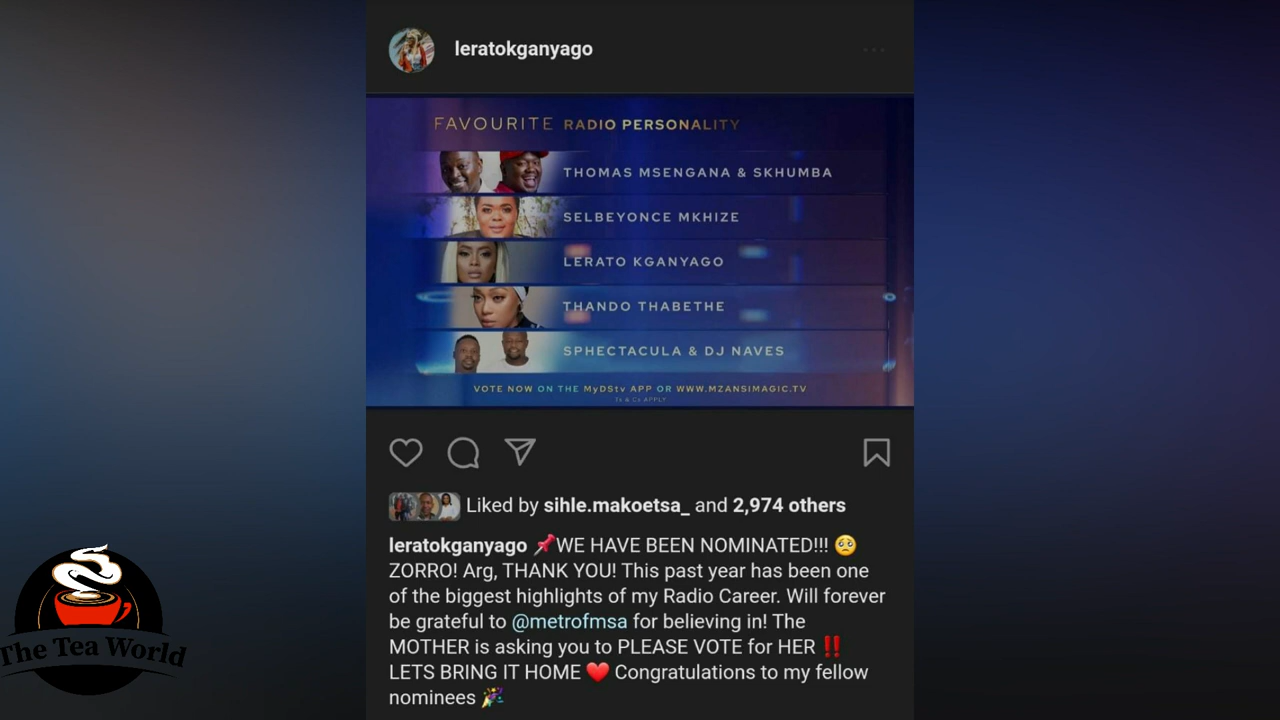 leratokganyago
FAVOURITE RADIO PERSONALITY
THOMAS MSENGANA & SKHUMBA
SELBEYONCE MKHIZE
LERATO KGANYAGO
THANDO THABETHE
SPHECTACULA & DJ NAVES
VOTE NOW ON THE MyDStv APP OR WWW.MZANSIMAGIC.TV
Ts & Cs APPLY
Liked by sihle.makoetsa_ and 2,974 others
leratokganyago 📌WE HAVE BEEN NOMINATED!!! 🥺
ZORRO! Arg, THANK YOU! This past year has been one
of the biggest highlights of my Radio Career. Will forever
be grateful to @metrofmsa for believing in! The
MOTHER is asking you to PLEASE VOTE for HER ‼️
LETS BRING IT HOME ❤️ Congratulations to my fellow
nominees 🎉
The Tea World